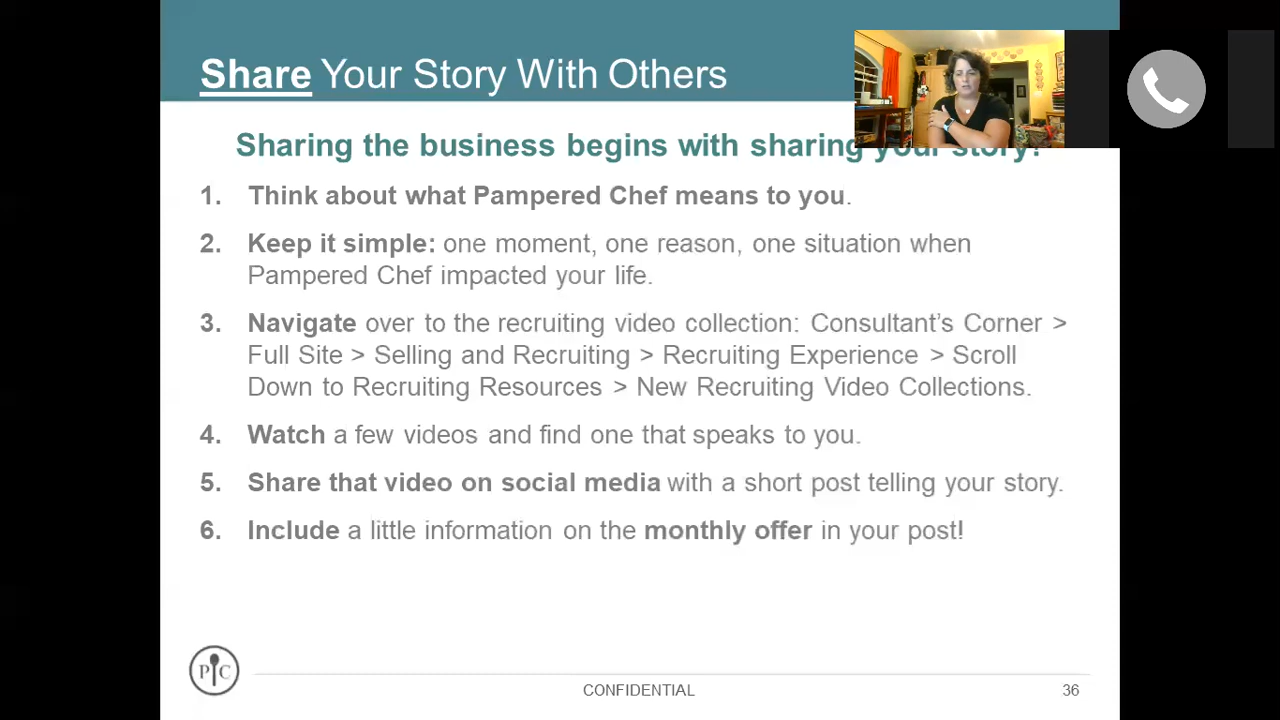 Share Your Story With Others
Sharing the business begins with sharing your story!
1. Think about what Pampered Chef means to you.
2. Keep it simple: one moment, one reason, one situation when
Pampered Chef impacted your life.
3. Navigate over to the recruiting video collection: Consultant's Corner >
Full Site > Selling and Recruiting > Recruiting Experience > Scroll
Down to Recruiting Resources > New Recruiting Video Collections.
4. Watch a few videos and find one that speaks to you.
5. Share that video on social media with a short post telling your story.
6. Include a little information on the monthly offer in your post!
PC
CONFIDENTIAL
36